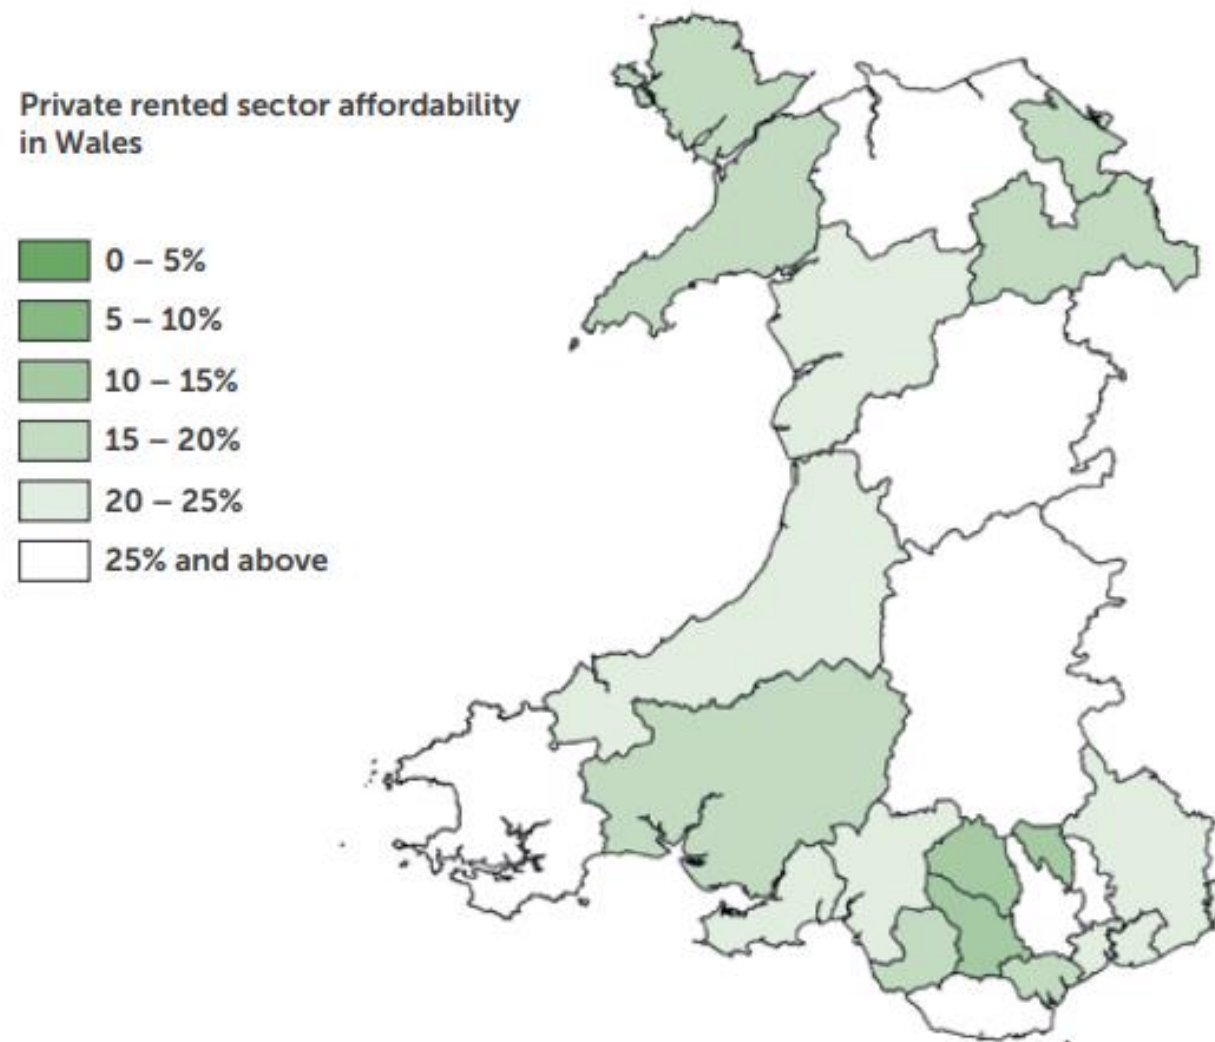 Private rented sector affordability
in Wales
0 – 5%
5 – 10%
10 – 15%
15 – 20%
20 – 25%
25% and above